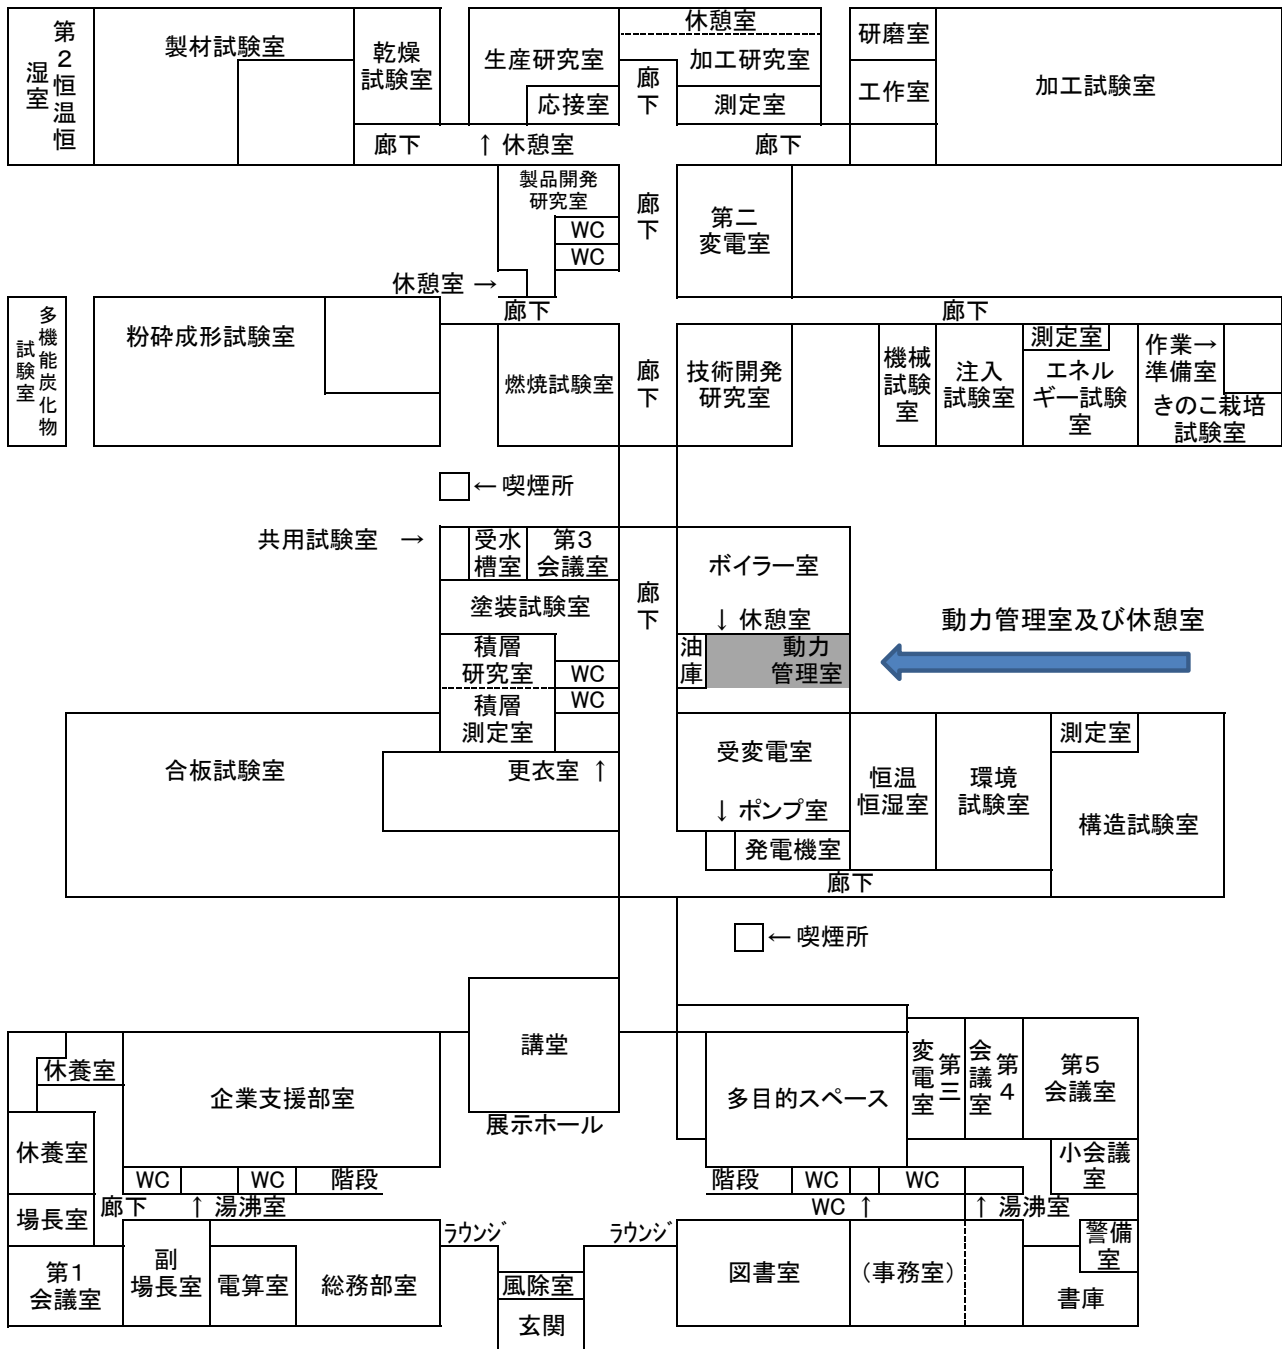 第2恒温恒
湿室
製材試験室
乾燥
試験室
生産研究室
応接室
廊
下
休憩室
加工研究室
測定室
研磨室
工作室
加工試験室
廊下
↑ 休憩室
廊下
製品開発
研究室
WC
WC
廊
下
第二
変電室
休憩室 →
廊下
廊下
多機能炭化物
試験室
粉砕成形試験室
燃焼試験室
廊
下
技術開発
研究室
機械
試験
室
注入
試験室
測定室
エネル
ギー試験
室
作業→
準備室
きのこ栽培
試験室
←喫煙所
共用試験室 →
受水
槽室
第3
会議室
ボイラー室
塗装試験室
廊
下
↓ 休憩室
動力管理室及び休憩室
積層
研究室
WC
油
庫
動力
管理室
積層
測定室
WC
合板試験室
更衣室 ↑
受変電室
↓ ポンプ室
発電機室
恒温
恒湿室
環境
試験室
測定室
構造試験室
廊下
←喫煙所
講堂
展示ホール
休養室
企業支援部室
多目的スペース
第三
変電室
第4
会議室
第5
会議室
休養室
WC
WC
階段
階段
WC
WC
小会議
室
場長室
廊下
↑ 湯沸室
WC ↑
↑ 湯沸室
第1
会議室
副
場長室
電算室
総務部室
ラウンジ
ラウンジ
風除室
玄関
図書室
(事務室)
警備
室
書庫